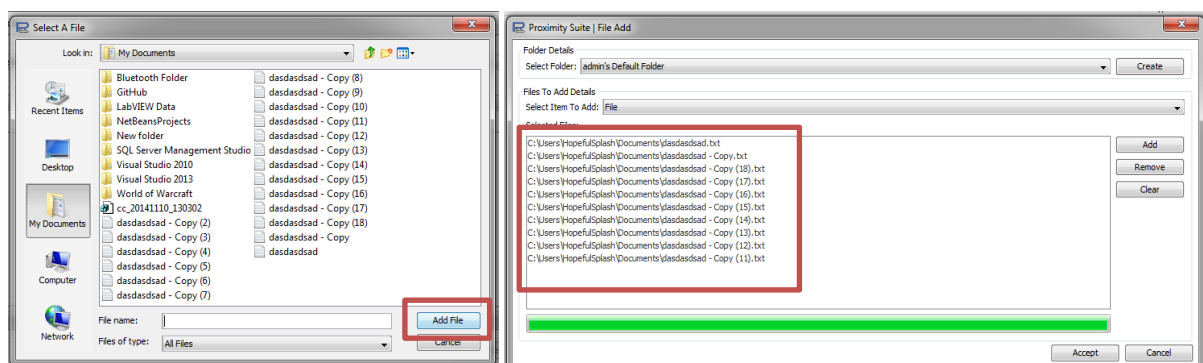 Select A File
Look in: My Documents
Recent Items
Desktop
My Documents
Computer
Network
Bluetooth Folder
GitHub
LabVIEW Data
NetBeansProjects
New folder
SQL Server Management Studio
Visual Studio 2010
Visual Studio 2013
World of Warcraft
cc_20141110_130302
dasdasdsad - Copy (2)
dasdasdsad - Copy (3)
dasdasdsad - Copy (4)
dasdasdsad - Copy (5)
dasdasdsad - Copy (6)
dasdasdsad - Copy (7)
dasdasdsad - Copy (8)
dasdasdsad - Copy (9)
dasdasdsad - Copy (10)
dasdasdsad - Copy (11)
dasdasdsad - Copy (12)
dasdasdsad - Copy (13)
dasdasdsad - Copy (14)
dasdasdsad - Copy (15)
dasdasdsad - Copy (16)
dasdasdsad - Copy (17)
dasdasdsad - Copy (18)
dasdasdsad - Copy
dasdasdsad
File name:
Add File
Files of type: All Files
Cancel
Proximity Suite | File Add
Folder Details
Select Folder: admin's Default Folder
Create
Files To Add Details
Select Item To Add: File
Selected Files:
C:\Users\HopefulSplash\Documents\dasdasdsad.txt
C:\Users\HopefulSplash\Documents\dasdasdsad - Copy.txt
C:\Users\HopefulSplash\Documents\dasdasdsad - Copy (18).txt
C:\Users\HopefulSplash\Documents\dasdasdsad - Copy (17).txt
C:\Users\HopefulSplash\Documents\dasdasdsad - Copy (16).txt
C:\Users\HopefulSplash\Documents\dasdasdsad - Copy (15).txt
C:\Users\HopefulSplash\Documents\dasdasdsad - Copy (14).txt
C:\Users\HopefulSplash\Documents\dasdasdsad - Copy (13).txt
C:\Users\HopefulSplash\Documents\dasdasdsad - Copy (12).txt
C:\Users\HopefulSplash\Documents\dasdasdsad - Copy (11).txt
Add
Remove
Clear
Accept
Cancel